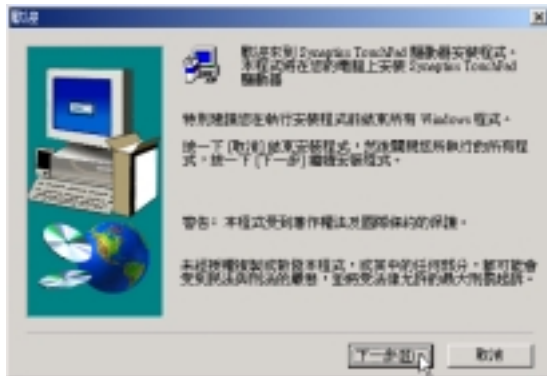 歡迎
歡迎來到 Synaptics TouchPad 驅動器安裝程式。
本程式將在您的電腦上安裝 Synaptics TouchPad
驅動器
特別建議您在執行安裝程式前結束所有 Windows 程式。
按一下 [取消] 結束安裝程式,然後關閉您所執行的所有程
式。按一下 [下一步] 繼續安裝程式。
警告: 本程式受到著作權法及國際條約的保護。
未經授權複製或散發本程式,或其中的任何部分,都可能會
受到民法與刑法的嚴懲,並將受法律允許的最大刑罰起訴。
下一步(N)
取消